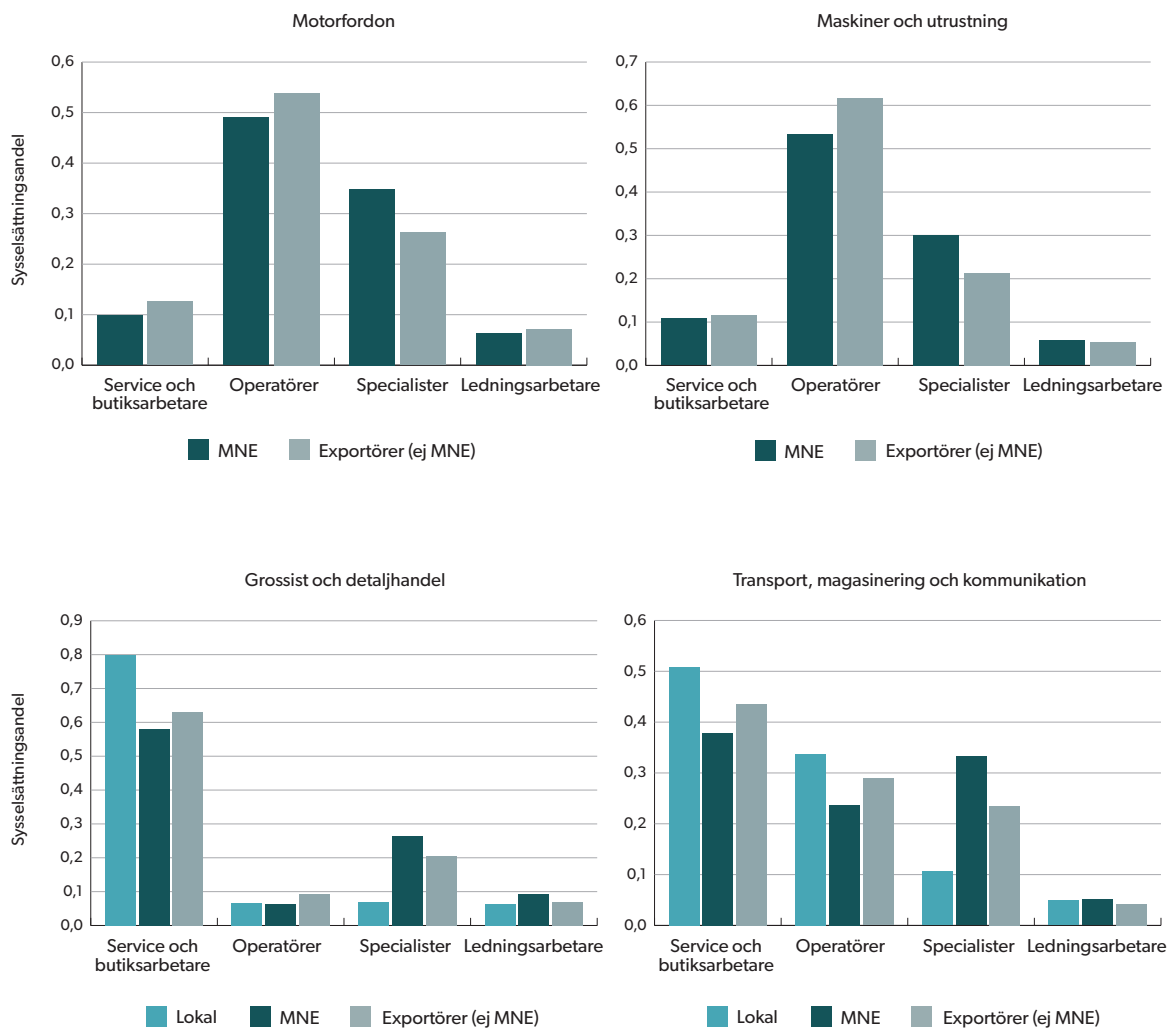 Motorfordon
Sysselsättningsandel
0,6
0,5
0,4
0,3
0,2
0,1
0,0
Service och
butiksarbetare
Operatörer
Specialister
Ledningsarbetare
MNE
Exportörer (ej MNE)
Maskiner och utrustning
0,7
0,6
0,5
0,4
0,3
0,2
0,1
0,0
Service och
butiksarbetare
Operatörer
Specialister
Ledningsarbetare
MNE
Exportörer (ej MNE)
Grossist och detaljhandel
Sysselsättningsandel
0,9
0,8
0,7
0,6
0,5
0,4
0,3
0,2
0,1
0,0
Service och
butiksarbetare
Operatörer
Specialister
Ledningsarbetare
Lokal
MNE
Exportörer (ej MNE)
Transport, magasinering och kommunikation
0,6
0,5
0,4
0,3
0,2
0,1
0,0
Service och
butiksarbetare
Operatörer
Specialister
Ledningsarbetare
Lokal
MNE
Exportörer (ej MNE)